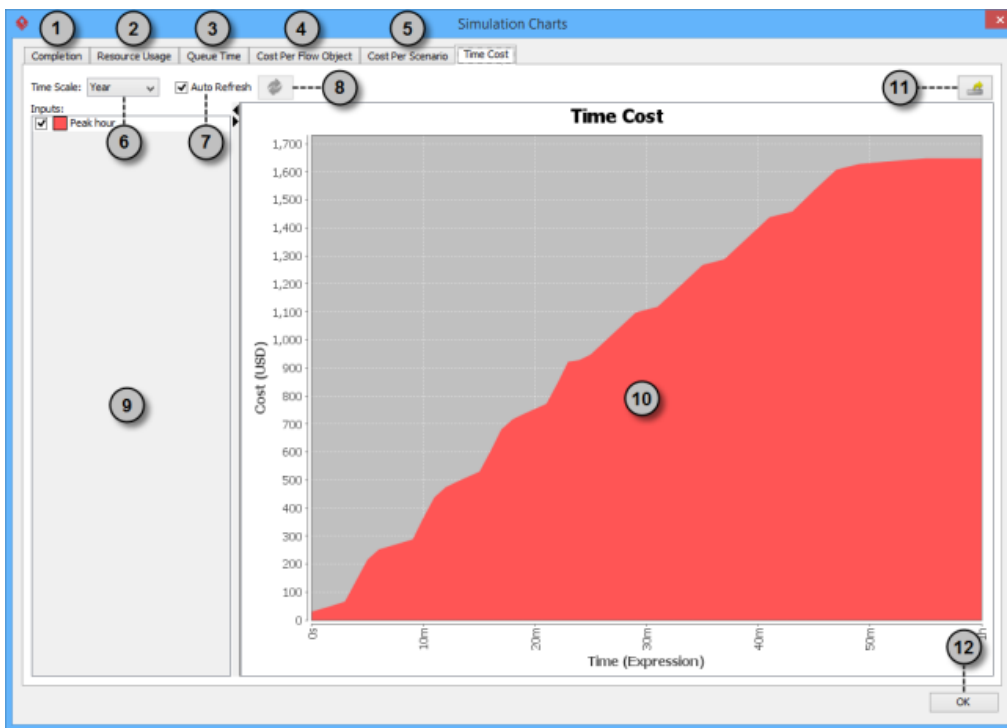 Simulation Charts
1 2 3 4 5
Completion Resource Usage Queue Time Cost Per Flow Object Cost Per Scenario Time Cost
Time Scale: Year Auto Refresh 8 11
Inputs:
Peak hour
6 7
9
Time Cost
1,700
1,600
1,500
1,400
1,300
1,200
1,100
1,000
900
800
700
600
500
400
300
200
100
0
Cost (USD)
10
0s 10m 20m 30m 40m 50m
Time (Expression)
12
OK